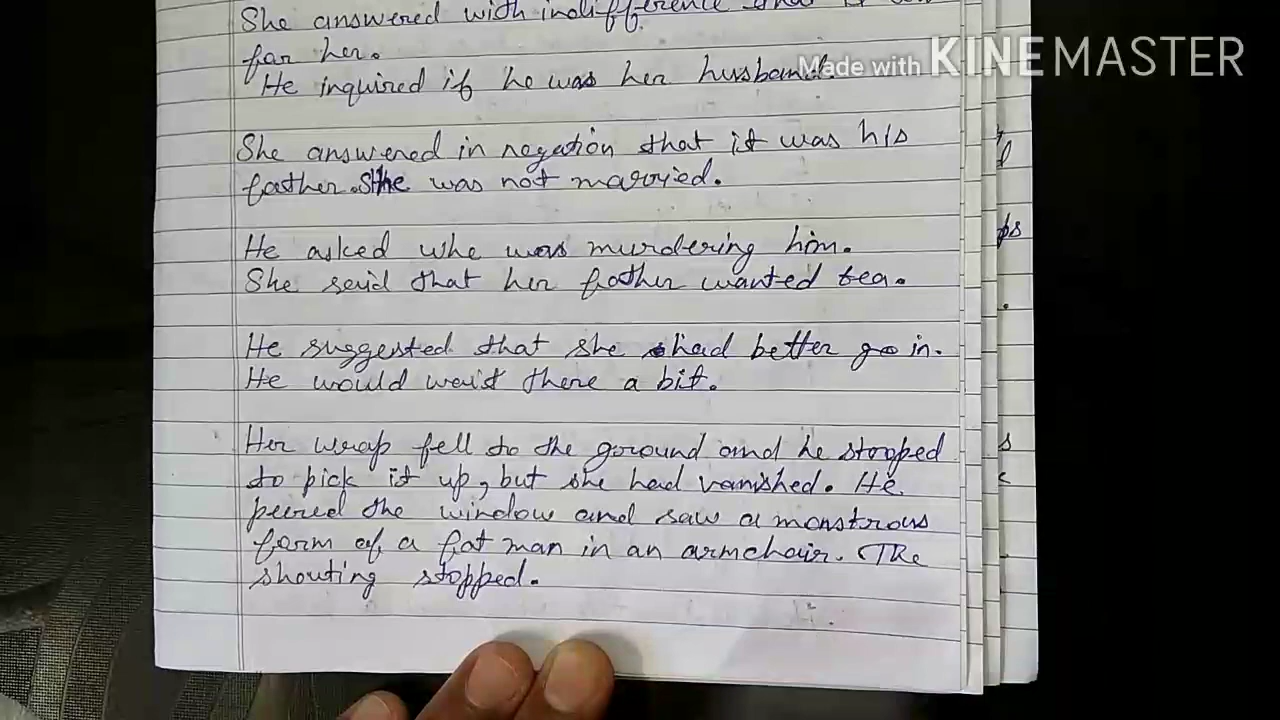 She answered with indifference that
far her.
He inquired if he was her husband.
Made with KINEMASTER
She answered in negation that it was his
father. She was not married.
He asked who was murdering him.
She said that her father wanted tea.
He suggested that she had better go in.
He would wait there a bit.
Her wrap fell to the ground and he stooped
to pick it up, but she had vanished. He
peered the window and saw a monstrous
form of a fat man in an armchair. The
shouting stopped.